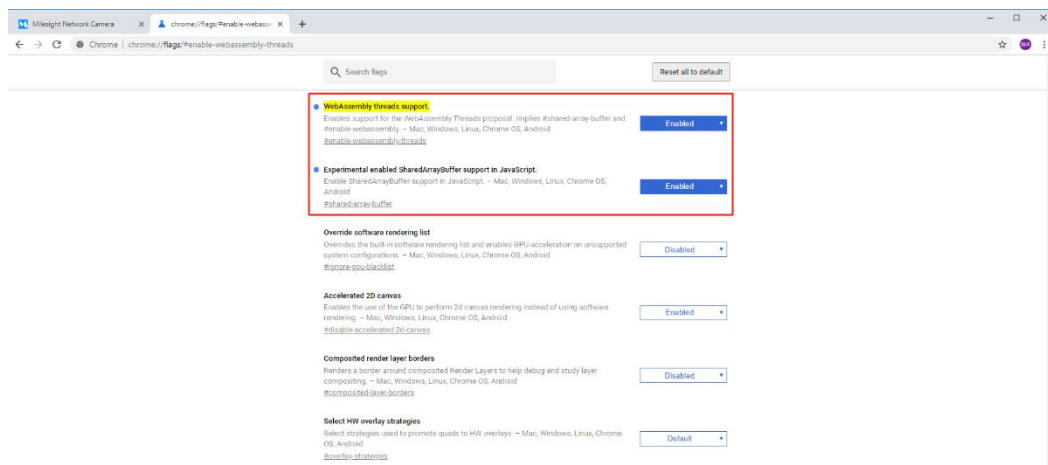 Milesight Network Camera
chrome://flags/#enable-webasse
Chrome | chrome://flags/#enable-webassembly-threads
Search flags
Reset all to default
WebAssembly threads support.
Enables support for the WebAssembly Threads proposal. Implies #shared-array-buffer and
#enable-webassembly. – Mac, Windows, Linux, Chrome OS, Android
#enable-webassembly-threads
Enabled
Experimental enabled SharedArrayBuffer support in JavaScript.
Enable SharedArrayBuffer support in JavaScript. – Mac, Windows, Linux, Chrome OS,
Android
#shared-array-buffer
Enabled
Override software rendering list
Overrides the built-in software rendering list and enables GPU-acceleration on unsupported
system configurations. – Mac, Windows, Linux, Chrome OS, Android
#ignore-gpu-blacklist
Disabled
Accelerated 2D canvas
Enables the use of the GPU to perform 2d canvas rendering instead of using software
rendering. – Mac, Windows, Linux, Chrome OS, Android
#disable-accelerated-2d-canvas
Enabled
Composited render layer borders
Renders a border around composited Render Layers to help debug and study layer
compositing. – Mac, Windows, Linux, Chrome OS, Android
#composited-layer-borders
Disabled
Select HW overlay strategies
Select strategies used to promote quads to HW overlays. – Mac, Windows, Linux, Chrome
OS, Android
#overlay-strategies
Default